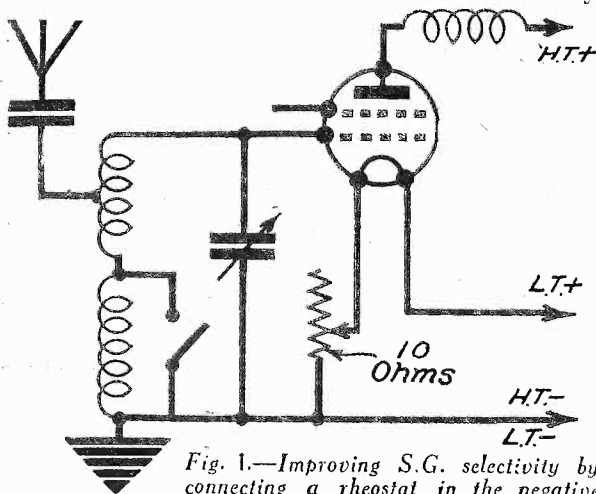 H.T.+
L.T.+
10
Ohms
H.T.-
L.T.-
Fig. 1.—Improving S.G. selectivity by
connecting a rheostat in the negative